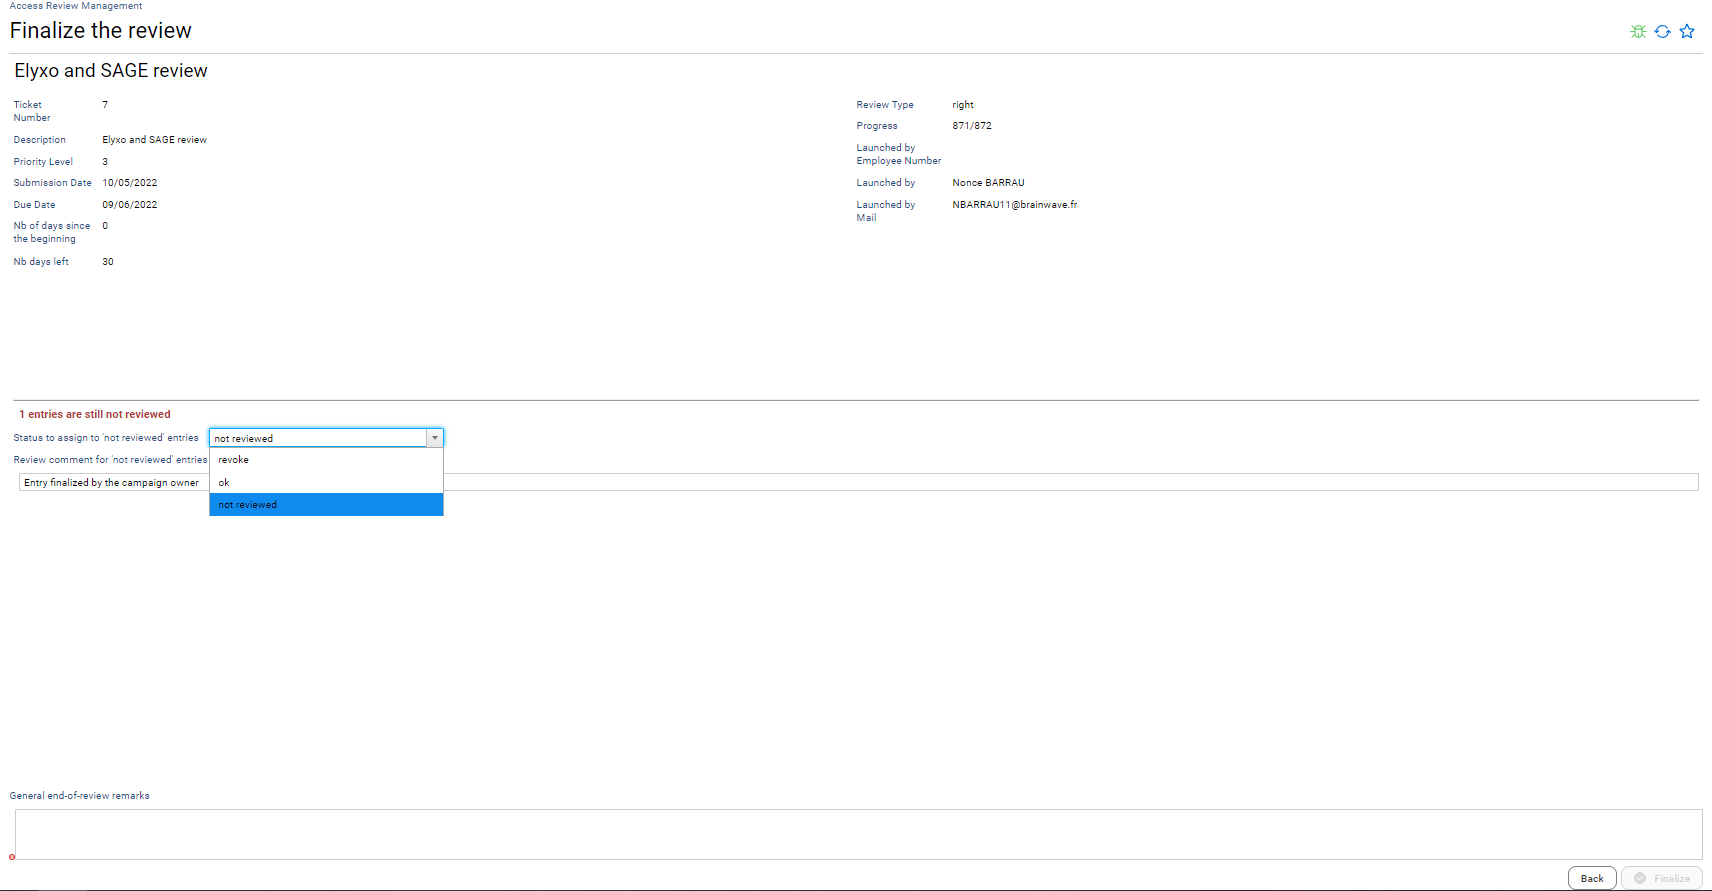 Access Review Management
Finalize the review
Elyxo and SAGE review
Ticket Number 7
Description Elyxo and SAGE review
Priority Level 3
Submission Date 10/05/2022
Due Date 09/06/2022
Nb of days since the beginning 0
Nb days left 30
Review Type right
Progress 871/872
Launched by Employee Number
Launched by Nonce BARRAU
Launched by Mail NBARRAU11@brainwave.fr
1 entries are still not reviewed
Status to assign to 'not reviewed' entries not reviewed
revoke
ok
not reviewed
Review comment for 'not reviewed' entries
Entry finalized by the campaign owner
General end-of-review remarks
Back Finalize